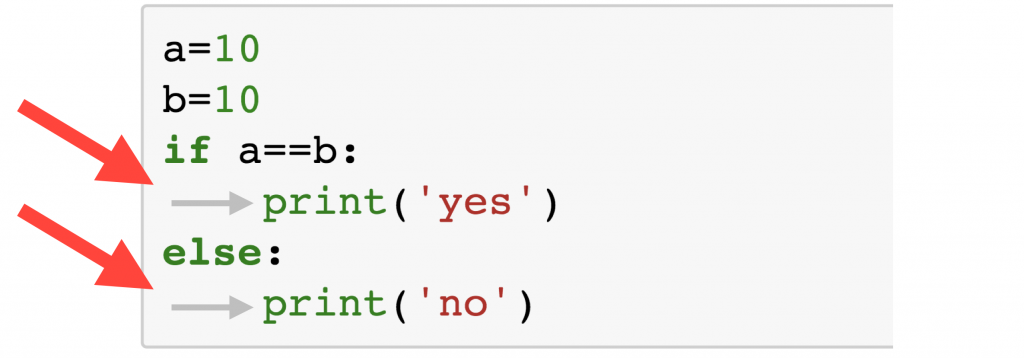 a=10
b=10
if a==b:
print('yes')
else:
print('no')